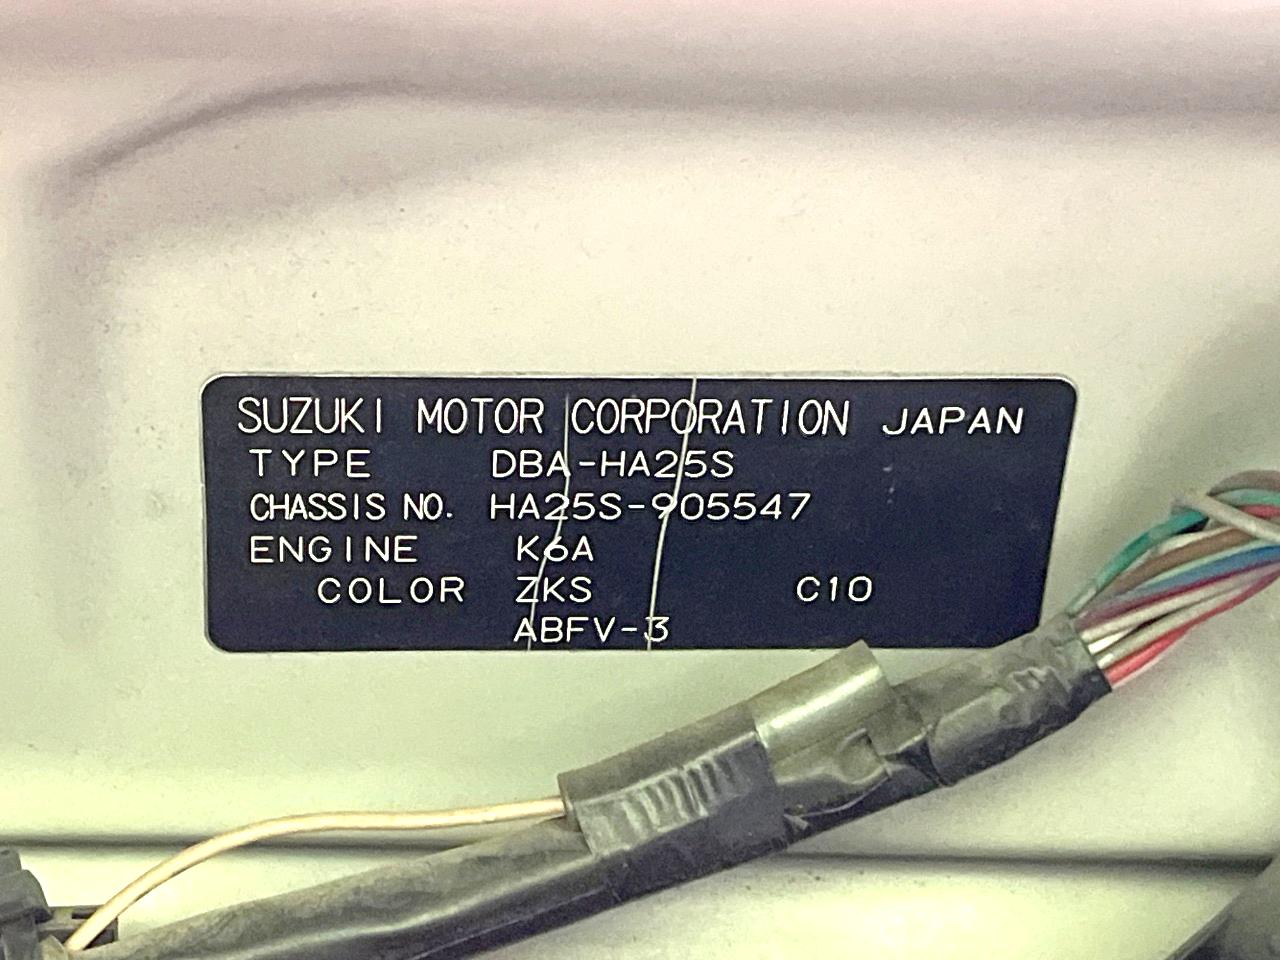 SUZUKI MOTOR CORPORATION JAPAN
TYPE DBA-HA25S
CHASSIS NO. HA25S-905547
ENGINE K6A
COLOR ZKS C10
ABFV-3